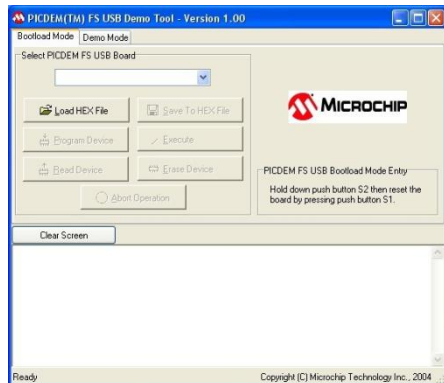 PICDEM(TM) FS USB Demo Tool - Version 1.00
Bootload Mode Demo Mode
Select PICDEM FS USB Board
Load HEX File Save To HEX File
MICROCHIP
Program Device Execute
Read Device Erase Device
PICDEM FS USB Bootload Mode Entry
Hold down push button S2 then reset the
board by pressing push button S1.
Abort Operation
Clear Screen
Ready Copyright (C) Microchip Technology Inc., 2004